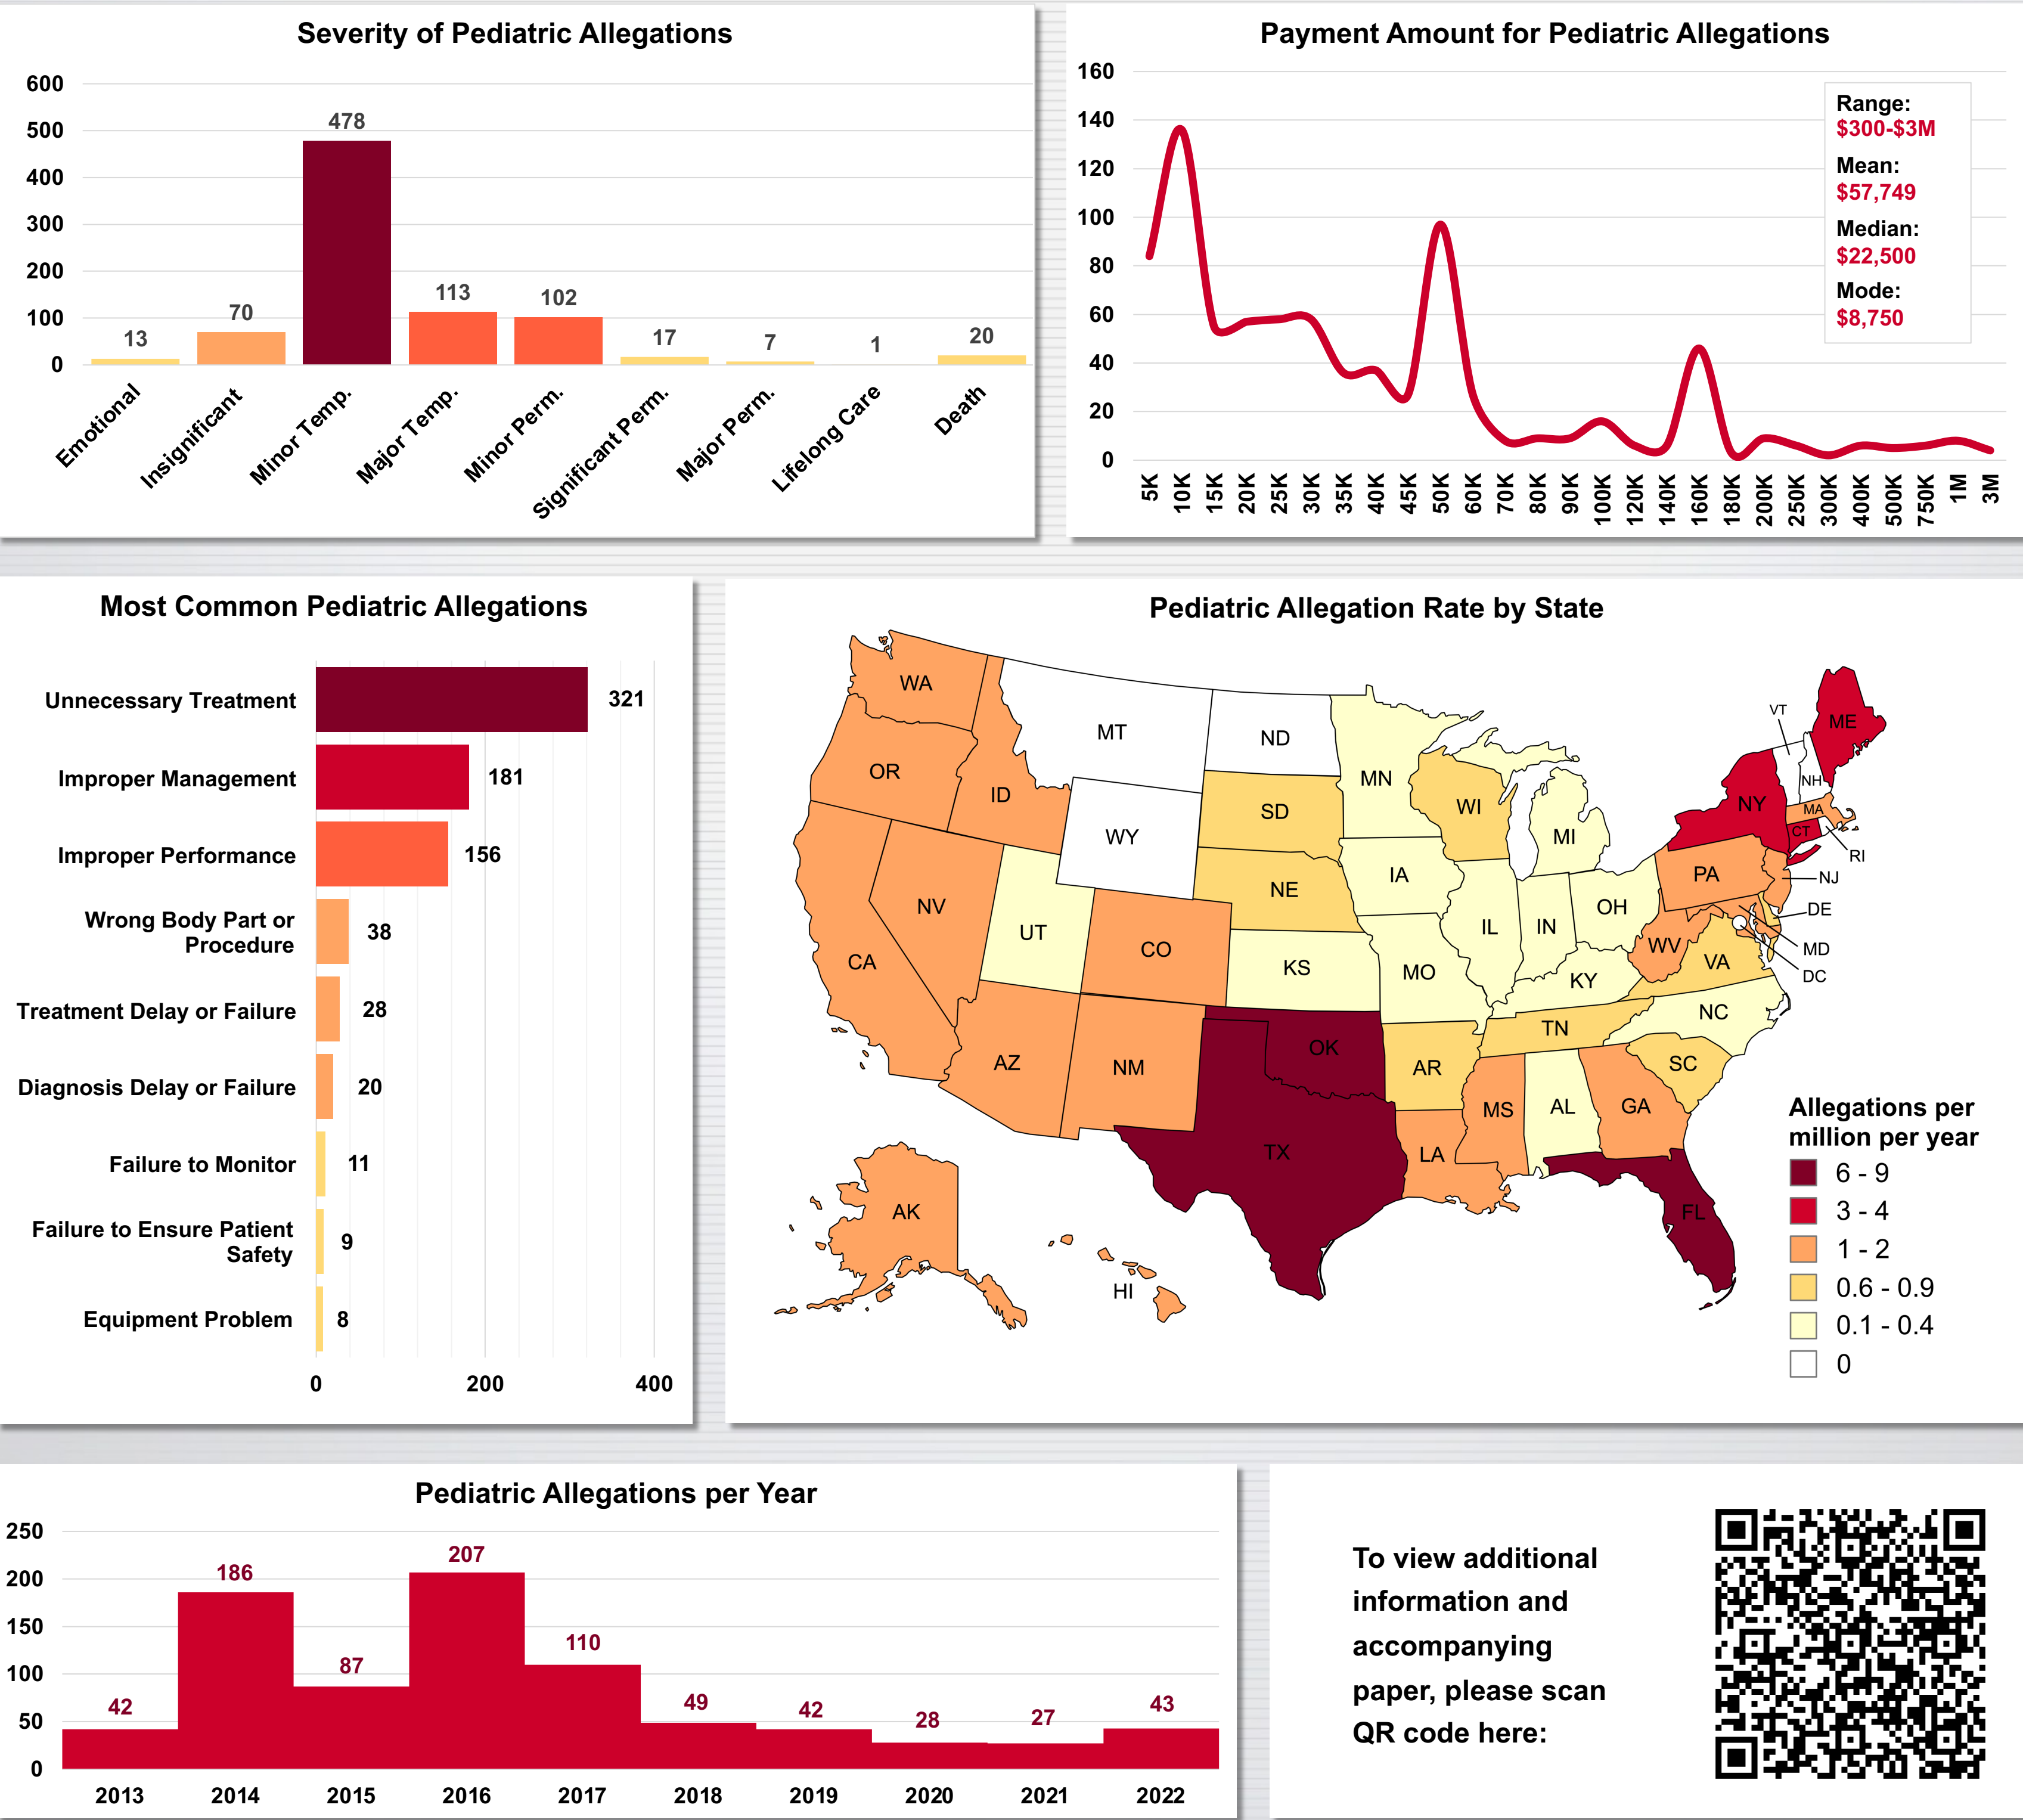 Severity of Pediatric Allegations
600
500
400
300
200
100
0
13
70
478
113
102
17
7
1
20
Emotional
Insignificant
Minor Temp.
Major Temp.
Minor Perm.
Significant Perm.
Major Perm.
Lifelong Care
Death
Payment Amount for Pediatric Allegations
160
140
120
100
80
60
40
20
0
Range:
$300-$3M
Mean:
$57,749
Median:
$22,500
Mode:
$8,750
5K
10K
15K
20K
25K
30K
35K
40K
45K
50K
60K
70K
80K
90K
100K
120K
140K
160K
180K
200K
250K
300K
400K
500K
750K
1M
3M
Most Common Pediatric Allegations
Unnecessary Treatment
321
Improper Management
181
Improper Performance
156
Wrong Body Part or
Procedure
38
Treatment Delay or Failure
28
Diagnosis Delay or Failure
20
Failure to Monitor
11
Failure to Ensure Patient
Safety
9
Equipment Problem
8
0
200
400
Pediatric Allegation Rate by State
WA
MT
ND
MN
VT
ME
OR
ID
SD
WI
MI
NY
NH
MA
CT
RI
WY
NE
IA
PA
NJ
NV
UT
CO
KS
IL
IN
OH
DE
CA
MO
KY
WV
VA
MD
DC
NC
TN
AZ
NM
OK
AR
SC
MS
AL
GA
TX
LA
FL
AK
HI
Allegations per
million per year
6 - 9
3 - 4
1 - 2
0.6 - 0.9
0.1 - 0.4
0
Pediatric Allegations per Year
250
200
150
100
50
0
42
186
87
207
110
49
42
28
27
43
2013
2014
2015
2016
2017
2018
2019
2020
2021
2022
To view additional
information and
accompanying
paper, please scan
QR code here: